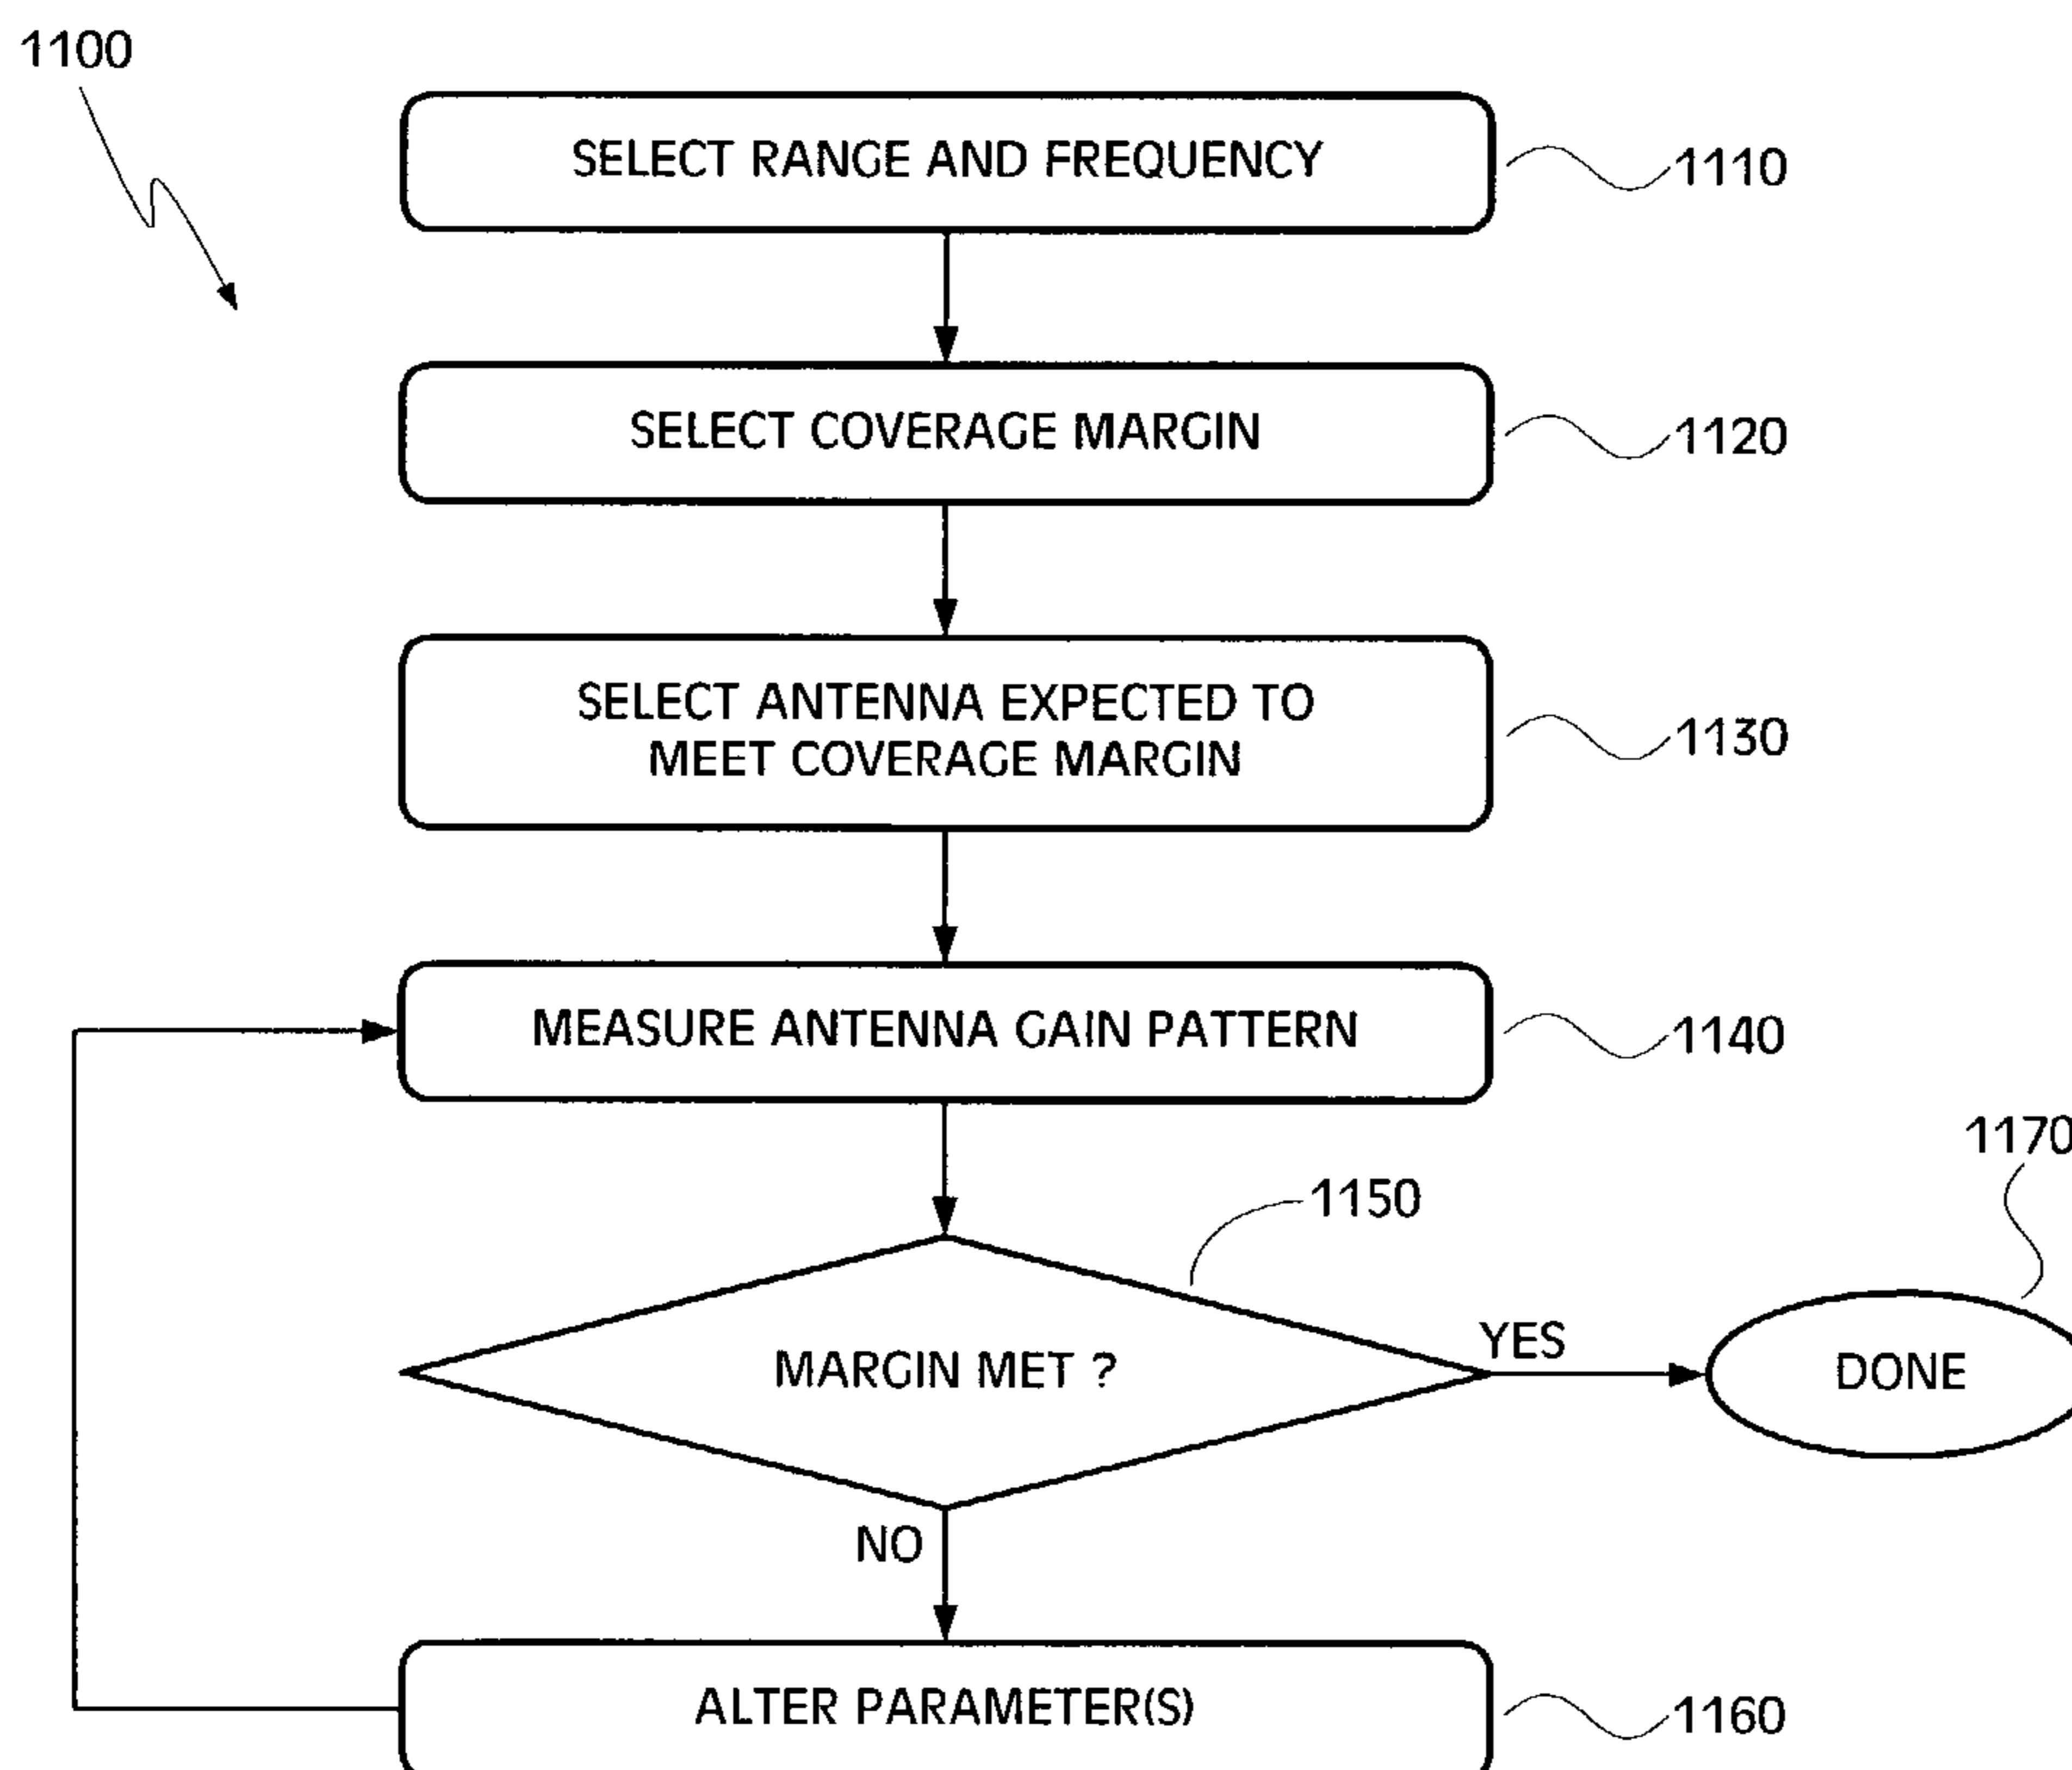 1100
SELECT RANGE AND FREQUENCY
1110
SELECT COVERAGE MARGIN
1120
SELECT ANTENNA EXPECTED TO
MEET COVERAGE MARGIN
1130
MEASURE ANTENNA GAIN PATTERN
1140
1150
1170
MARGIN MET ?
YES
DONE
NO
ALTER PARAMETER(S)
1160